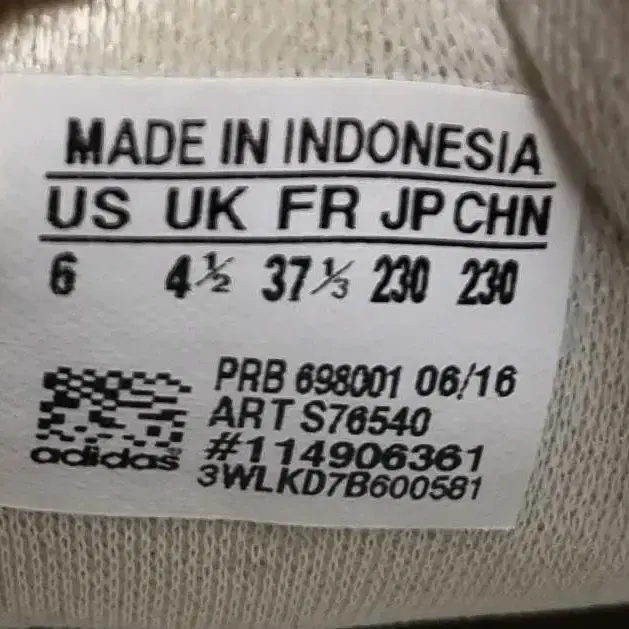 MADE IN INDONESIA
US UK FR JP CHN
6 4½ 37⅓ 230 230
PRB 698001 06/16
ART S76540
#114906361
adidas
3WLKD7B600581